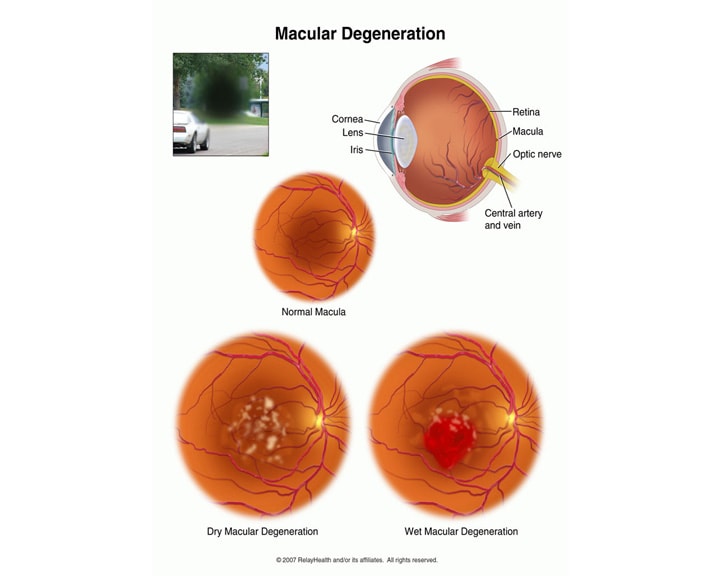 Macular Degeneration
Cornea
Lens
Iris
Retina
Macula
Optic nerve
Central artery
and vein
Normal Macula
Dry Macular Degeneration
Wet Macular Degeneration
© 2007 RelayHealth and/or its affiliates. All rights reserved.